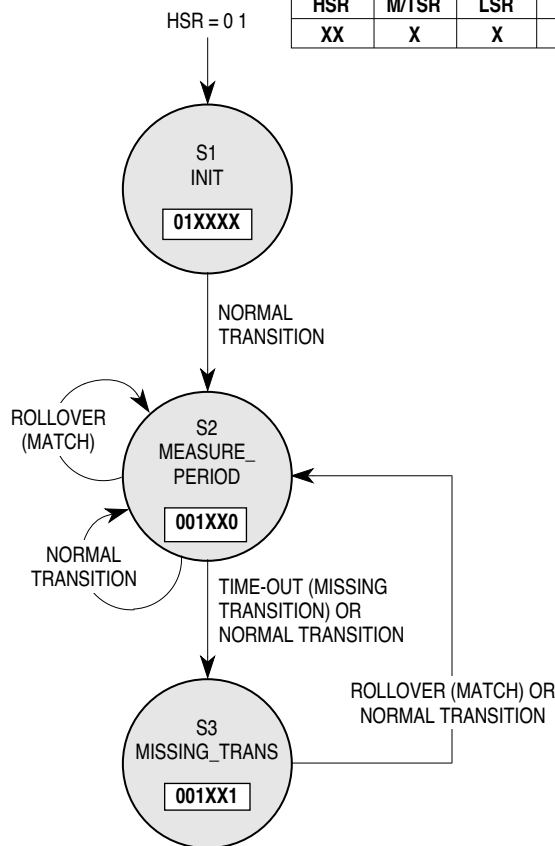 HSR = 0 1
HSR M/TSR LSR
XX X X
S1
INIT
01XXXX
NORMAL
TRANSITION
ROLLOVER
(MATCH)
S2
MEASURE_
PERIOD
001XX0
NORMAL
TRANSITION
TIME-OUT (MISSING
TRANSITION) OR
NORMAL TRANSITION
ROLLOVER (MATCH) OR
NORMAL TRANSITION
S3
MISSING_TRANS
001XX1